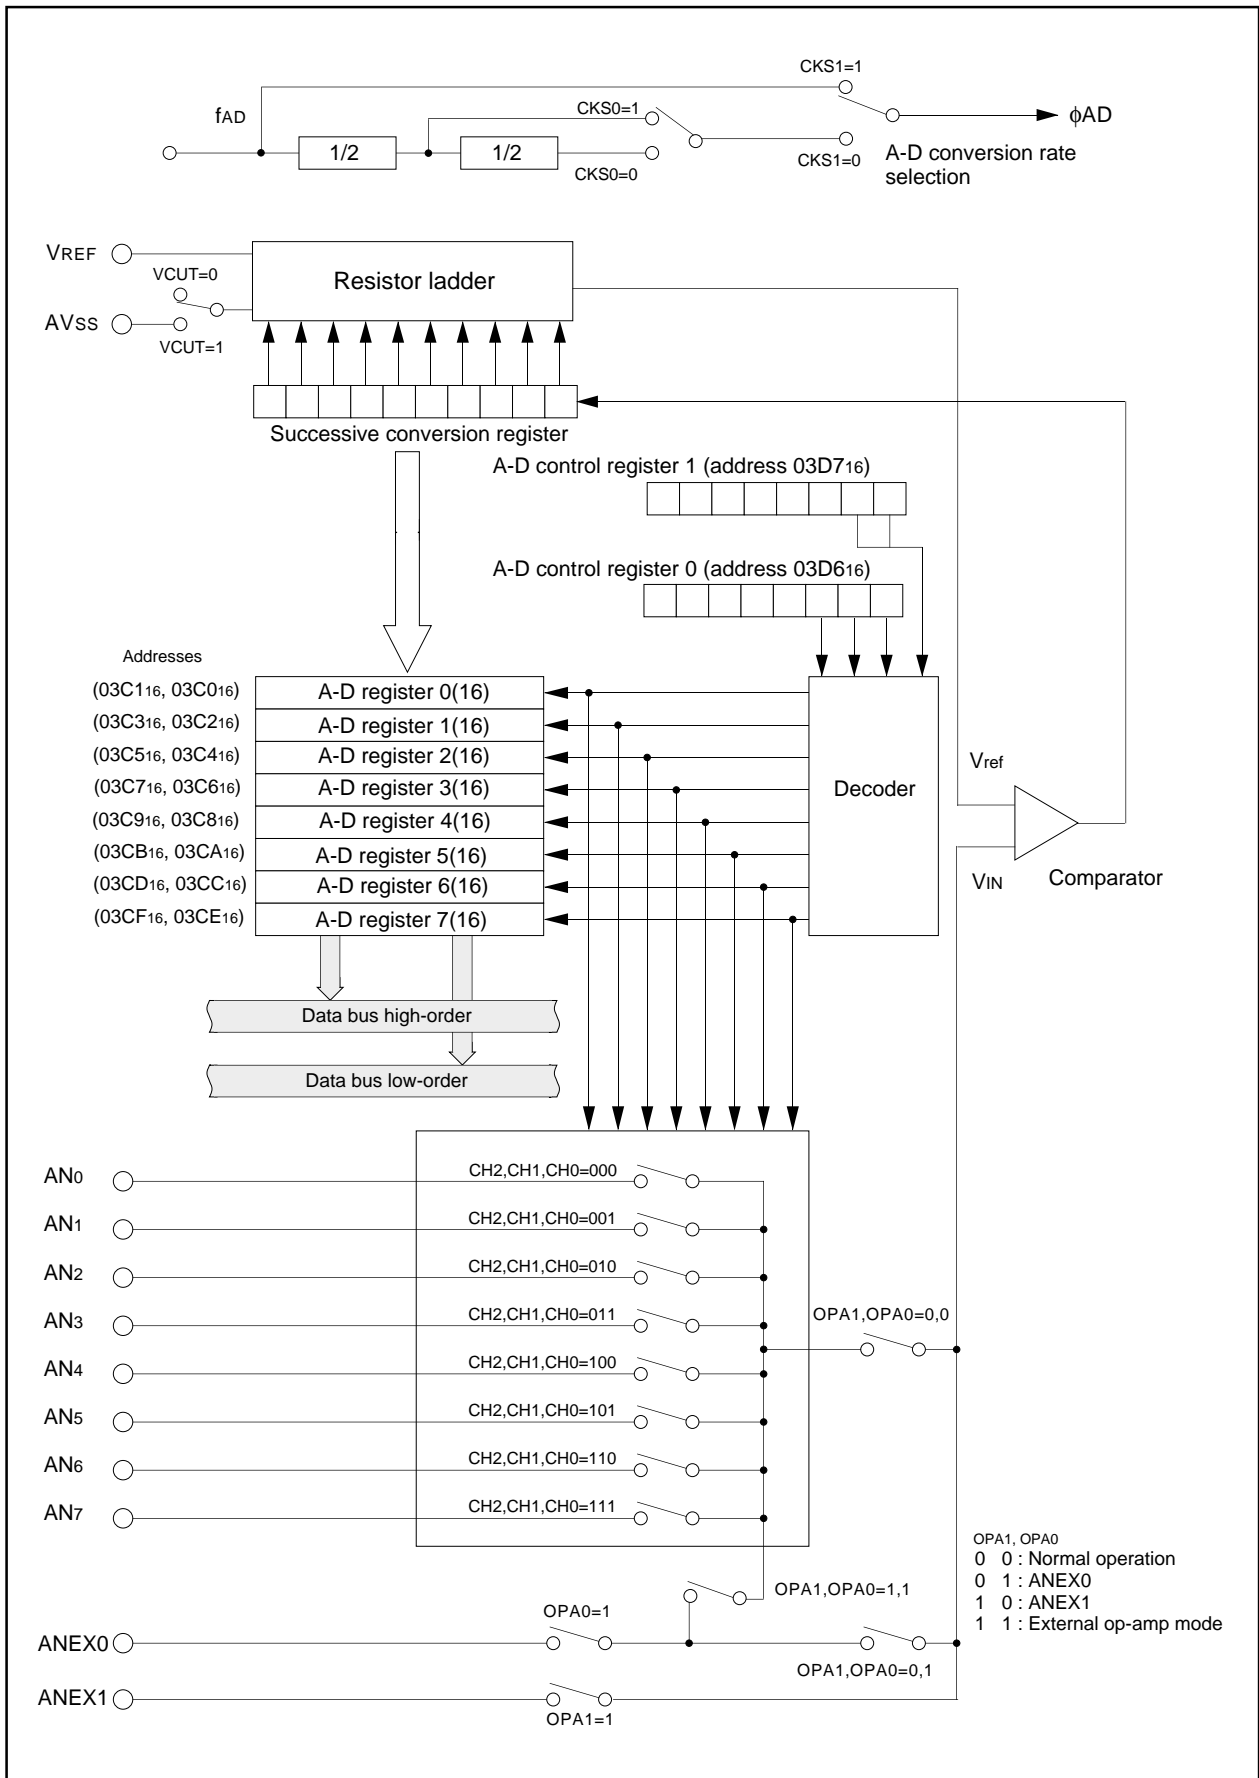 CKS1=1
fAD
CKS0=1
φAD
1/2
1/2
CKS0=0
CKS1=0
A-D conversion rate
selection
VREF
VCUT=0
Resistor ladder
AVSS
VCUT=1
Successive conversion register
A-D control register 1 (address 03D716)
A-D control register 0 (address 03D616)
Addresses
(03C116, 03C016)
A-D register 0(16)
(03C316, 03C216)
A-D register 1(16)
(03C516, 03C416)
A-D register 2(16)
(03C716, 03C616)
A-D register 3(16)
(03C916, 03C816)
A-D register 4(16)
(03CB16, 03CA16)
A-D register 5(16)
(03CD16, 03CC16)
A-D register 6(16)
(03CF16, 03CE16)
A-D register 7(16)
Decoder
Vref
VIN
Comparator
Data bus high-order
Data bus low-order
AN0
CH2,CH1,CH0=000
AN1
CH2,CH1,CH0=001
AN2
CH2,CH1,CH0=010
AN3
CH2,CH1,CH0=011
OPA1,OPA0=0,0
AN4
CH2,CH1,CH0=100
AN5
CH2,CH1,CH0=101
AN6
CH2,CH1,CH0=110
AN7
CH2,CH1,CH0=111
OPA1, OPA0
0 0 : Normal operation
0 1 : ANEX0
1 0 : ANEX1
1 1 : External op-amp mode
OPA1,OPA0=1,1
OPA0=1
ANEX0
OPA1,OPA0=0,1
ANEX1
OPA1=1